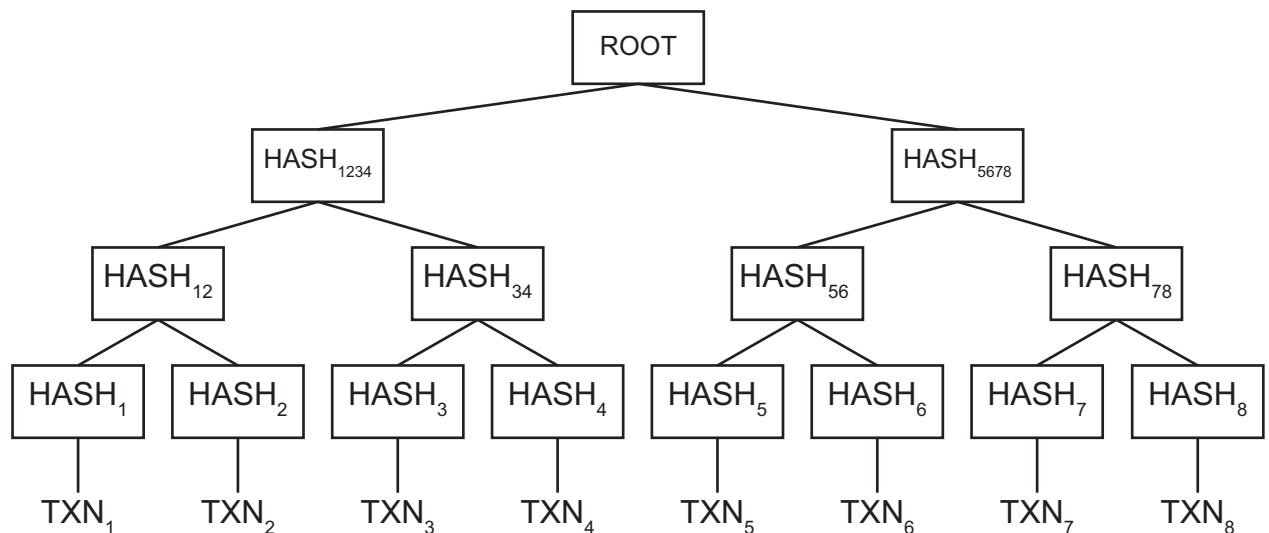 ROOT
HASH₁₂₃₄ HASH₅₆₇₈
HASH₁₂ HASH₃₄ HASH₅₆ HASH₇₈
HASH₁ HASH₂ HASH₃ HASH₄ HASH₅ HASH₆ HASH₇ HASH₈
TXN₁ TXN₂ TXN₃ TXN₄ TXN₅ TXN₆ TXN₇ TXN₈